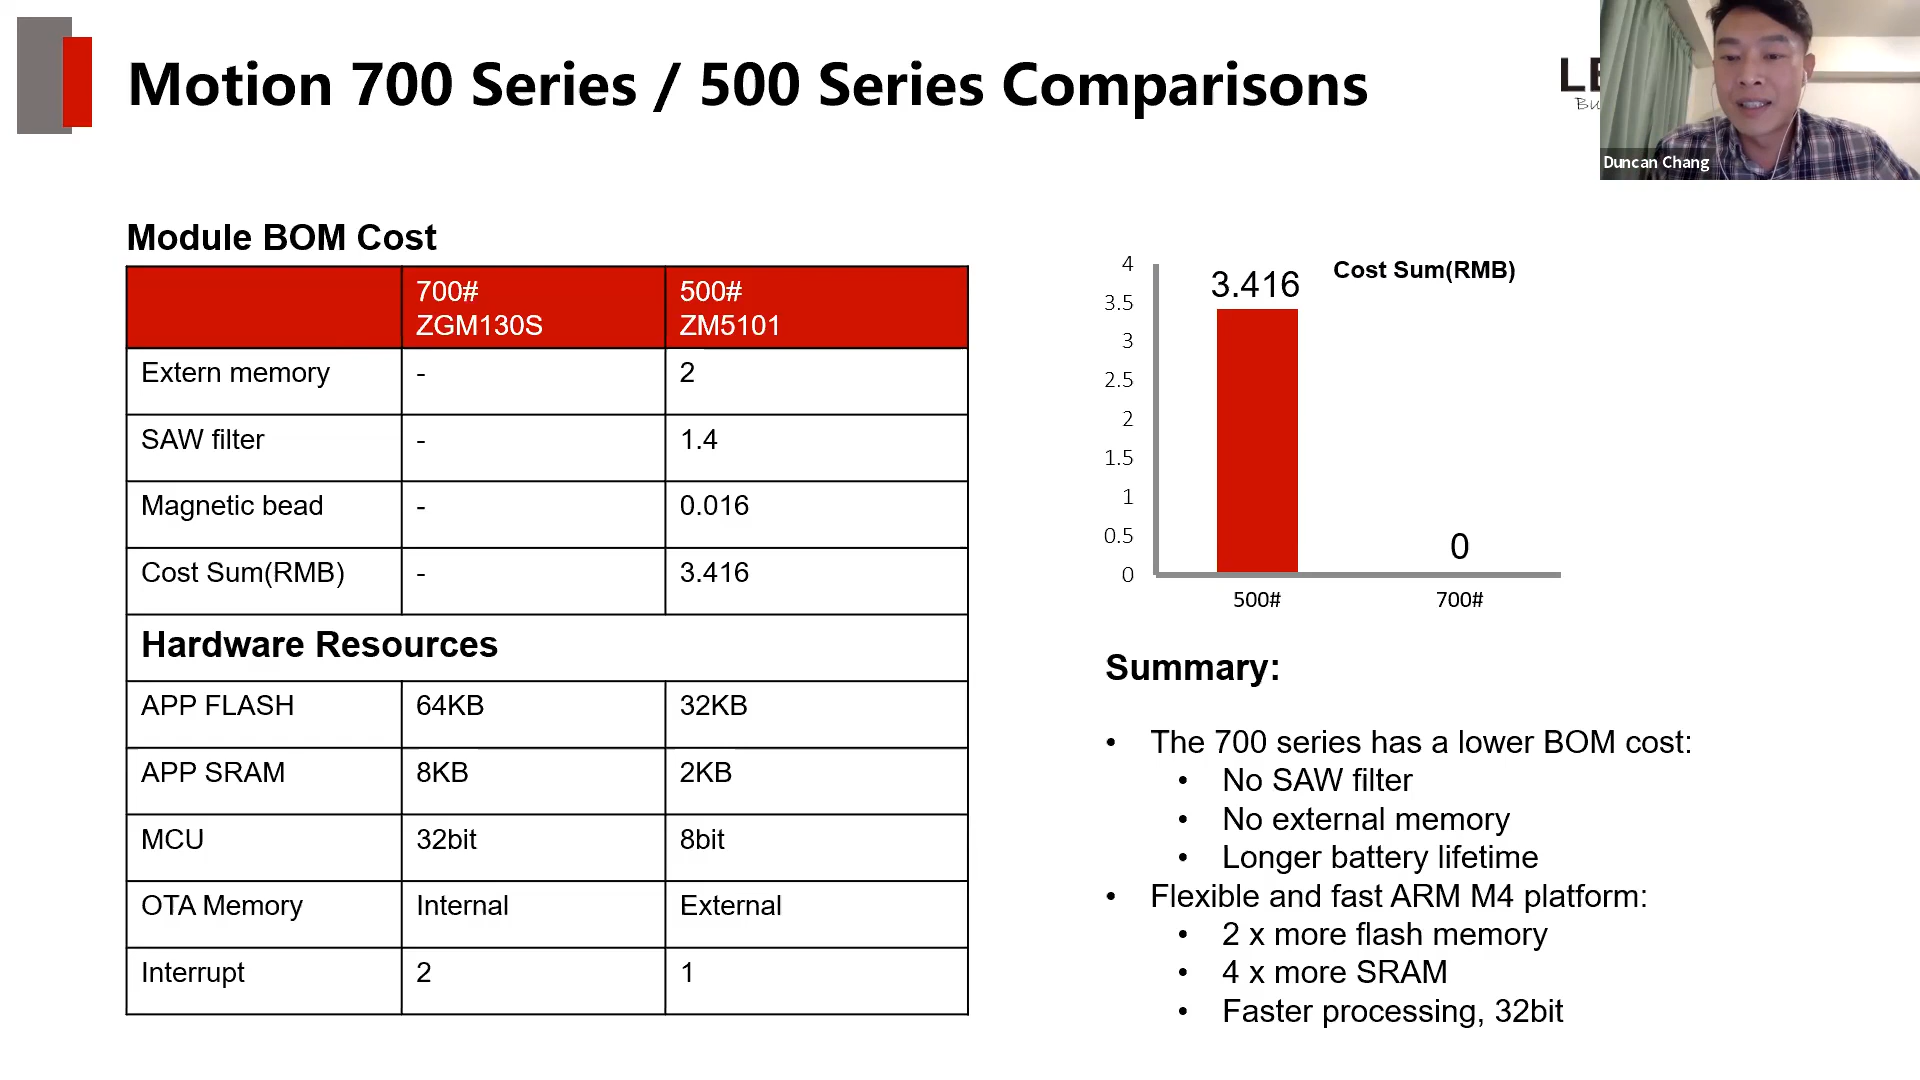 Motion 700 Series / 500 Series Comparisons
Duncan Chang
Module BOM Cost
700#
ZGM130S
500#
ZM5101
Extern memory - 2
SAW filter - 1.4
Magnetic bead - 0.016
Cost Sum(RMB) - 3.416
Hardware Resources
APP FLASH 64KB 32KB
APP SRAM 8KB 2KB
MCU 32bit 8bit
OTA Memory Internal External
Interrupt 2 1
Cost Sum(RMB)
4
3.5
3
2.5
2
1.5
1
0.5
0
3.416
0
500# 700#
Summary:
• The 700 series has a lower BOM cost:
• No SAW filter
• No external memory
• Longer battery lifetime
• Flexible and fast ARM M4 platform:
• 2 x more flash memory
• 4 x more SRAM
• Faster processing, 32bit